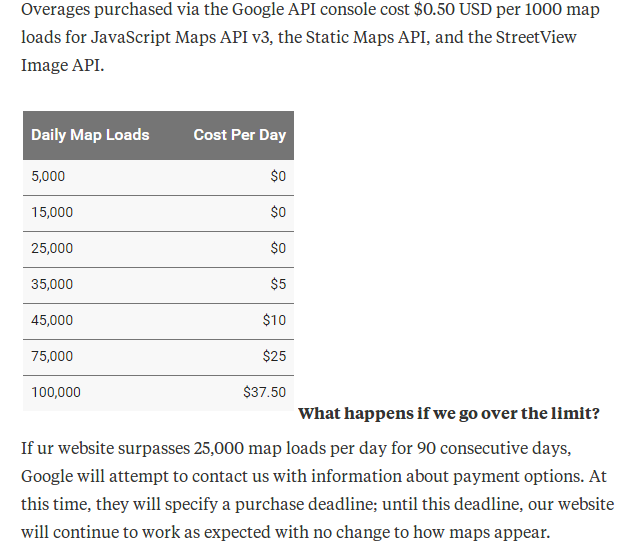 Overages purchased via the Google API console cost $0.50 USD per 1000 map
loads for JavaScript Maps API v3, the Static Maps API, and the StreetView
Image API.
Daily Map Loads Cost Per Day
5,000 $0
15,000 $0
25,000 $0
35,000 $5
45,000 $10
75,000 $25
100,000 $37.50
What happens if we go over the limit?
If ur website surpasses 25,000 map loads per day for 90 consecutive days,
Google will attempt to contact us with information about payment options. At
this time, they will specify a purchase deadline; until this deadline, our website
will continue to work as expected with no change to how maps appear.